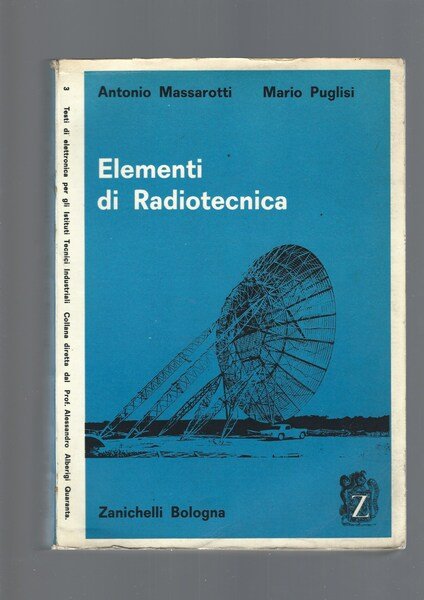 Antonio Massarotti Mario Puglisi
Elementi
di Radiotecnica
Zanichelli Bologna
Z
3 Testi di elettronica per gli Istituti Tecnici Industriali Collana diretta dal Prof. Alessandro Alberigi Quaranta.